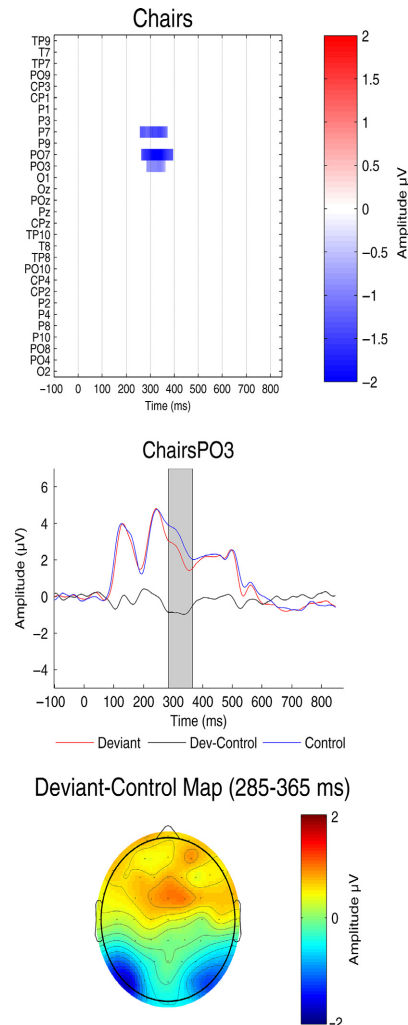 Chairs
TP9
T7
TP7
PO9
CP3
CP1
P1
P3
P7
P9
PO7
PO3
O1
Oz
POz
Pz
CPz
TP10
T8
TP8
PO10
CP4
CP2
P2
P4
P8
P10
PO8
PO4
O2
−100 0 100 200 300 400 500 600 700 800
Time (ms)
2
1.5
1
0.5
0
−0.5
−1
−1.5
−2
Amplitude μV
ChairsPO3
6
4
2
0
−2
−4
Amplitude (μV)
−100 0 100 200 300 400 500 600 700 800
Time (ms)
Deviant Dev-Control Control
Deviant-Control Map (285-365 ms)
2
0
-2
Amplitude μV